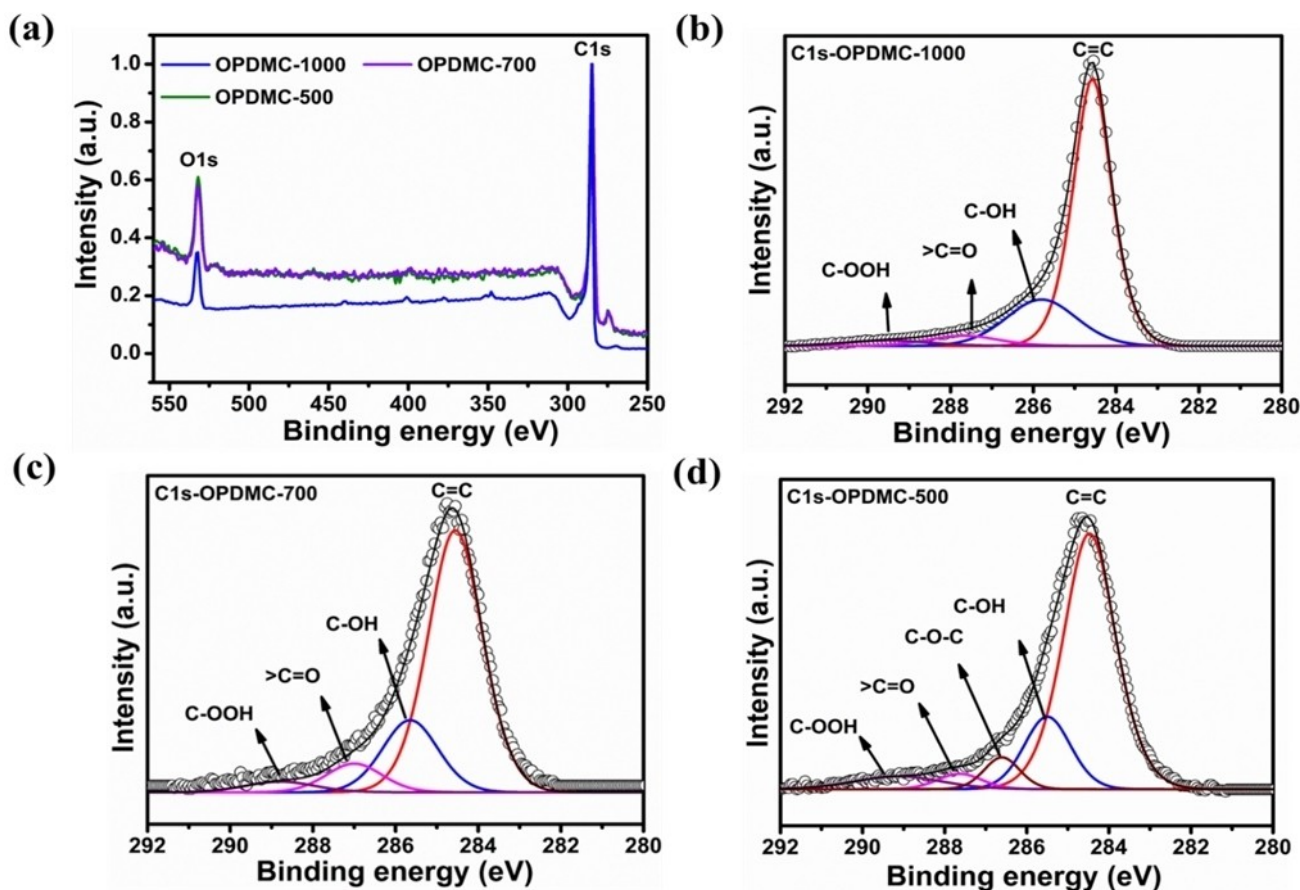 (a)
OPDMC-1000 OPDMC-700
OPDMC-500
C1s
O1s
1.0
0.8
0.6
0.4
0.2
0.0
Intensity (a.u.)
550 500 450 400 350 300 250
Binding energy (eV)
(b)
C1s-OPDMC-1000
C=C
C-OH
>C=O
C-OOH
Intensity (a.u.)
292 290 288 286 284 282 280
Binding energy (eV)
(c)
C1s-OPDMC-700
C=C
C-OH
>C=O
C-OOH
Intensity (a.u.)
292 290 288 286 284 282 280
Binding energy (eV)
(d)
C1s-OPDMC-500
C=C
C-OH
C-O-C
>C=O
C-OOH
Intensity (a.u.)
292 290 288 286 284 282 280
Binding energy (eV)